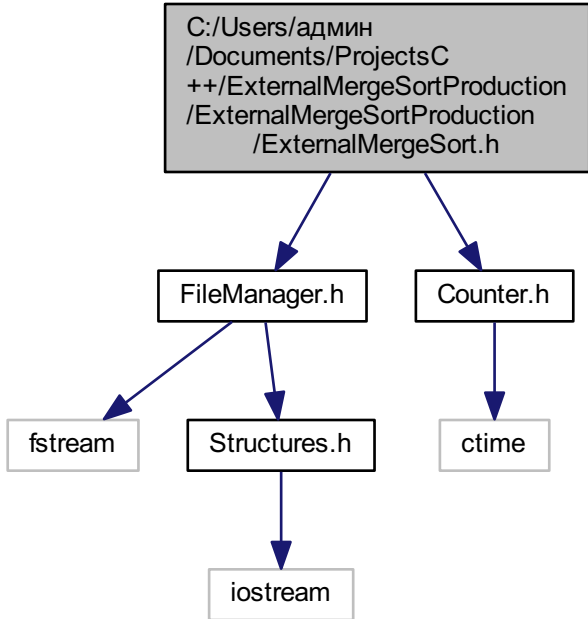 C:/Users/админ
/Documents/ProjectsC
++/ExternalMergeSortProduction
/ExternalMergeSortProduction
/ExternalMergeSort.h
FileManager.h
Counter.h
fstream
Structures.h
ctime
iostream